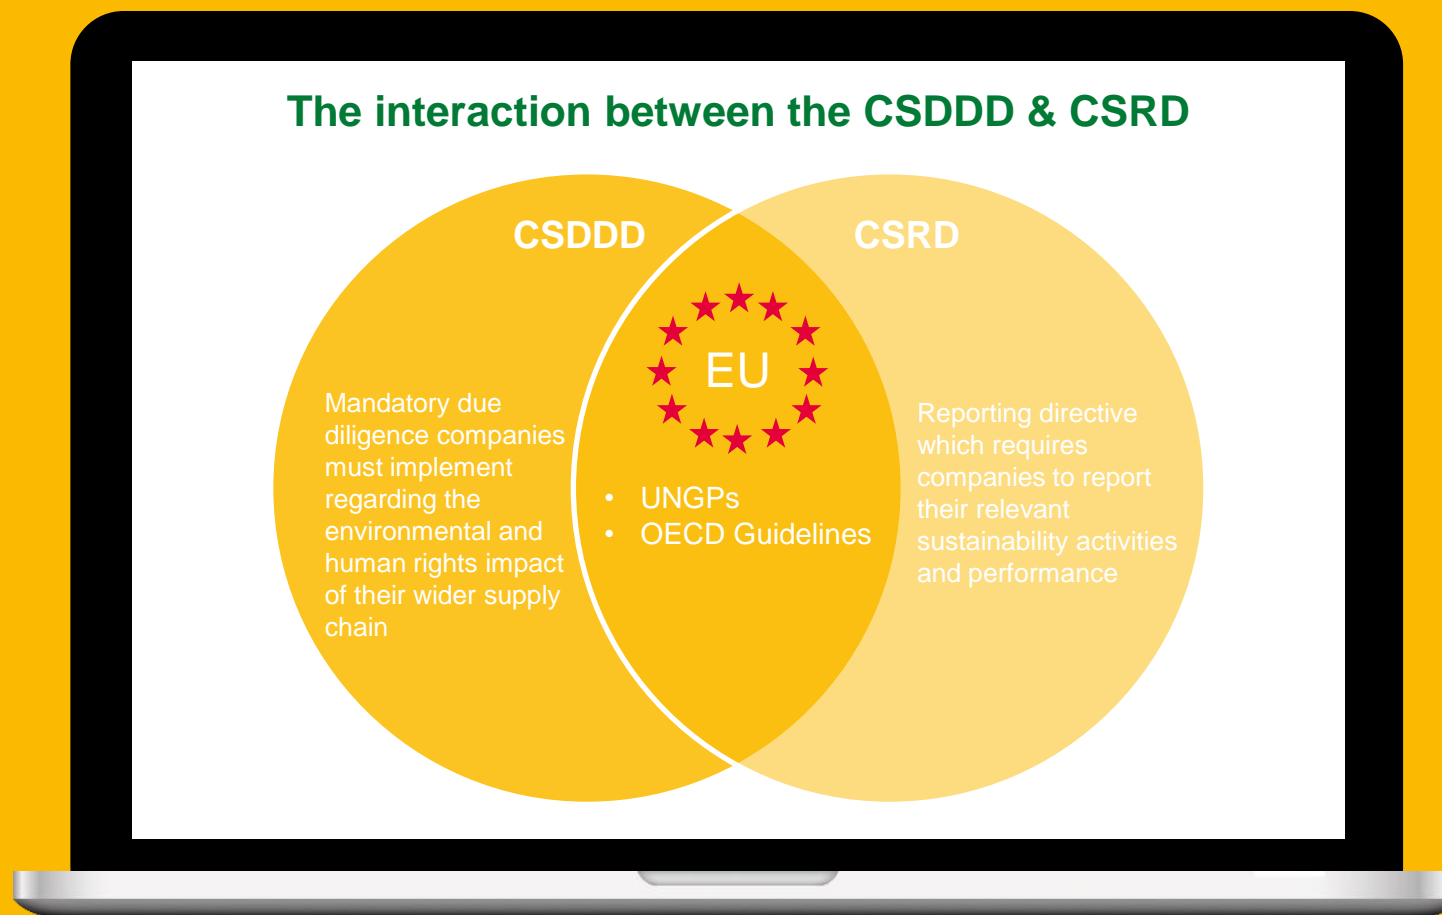 The interaction between the CSDDD & CSRD
CSDDD
Mandatory due
diligence companies
must implement
regarding the
environmental and
human rights impact
of their wider supply
chain
EU
• UNGPs
• OECD Guidelines
CSRD
Reporting directive
which requires
companies to report
their relevant
sustainability activities
and performance